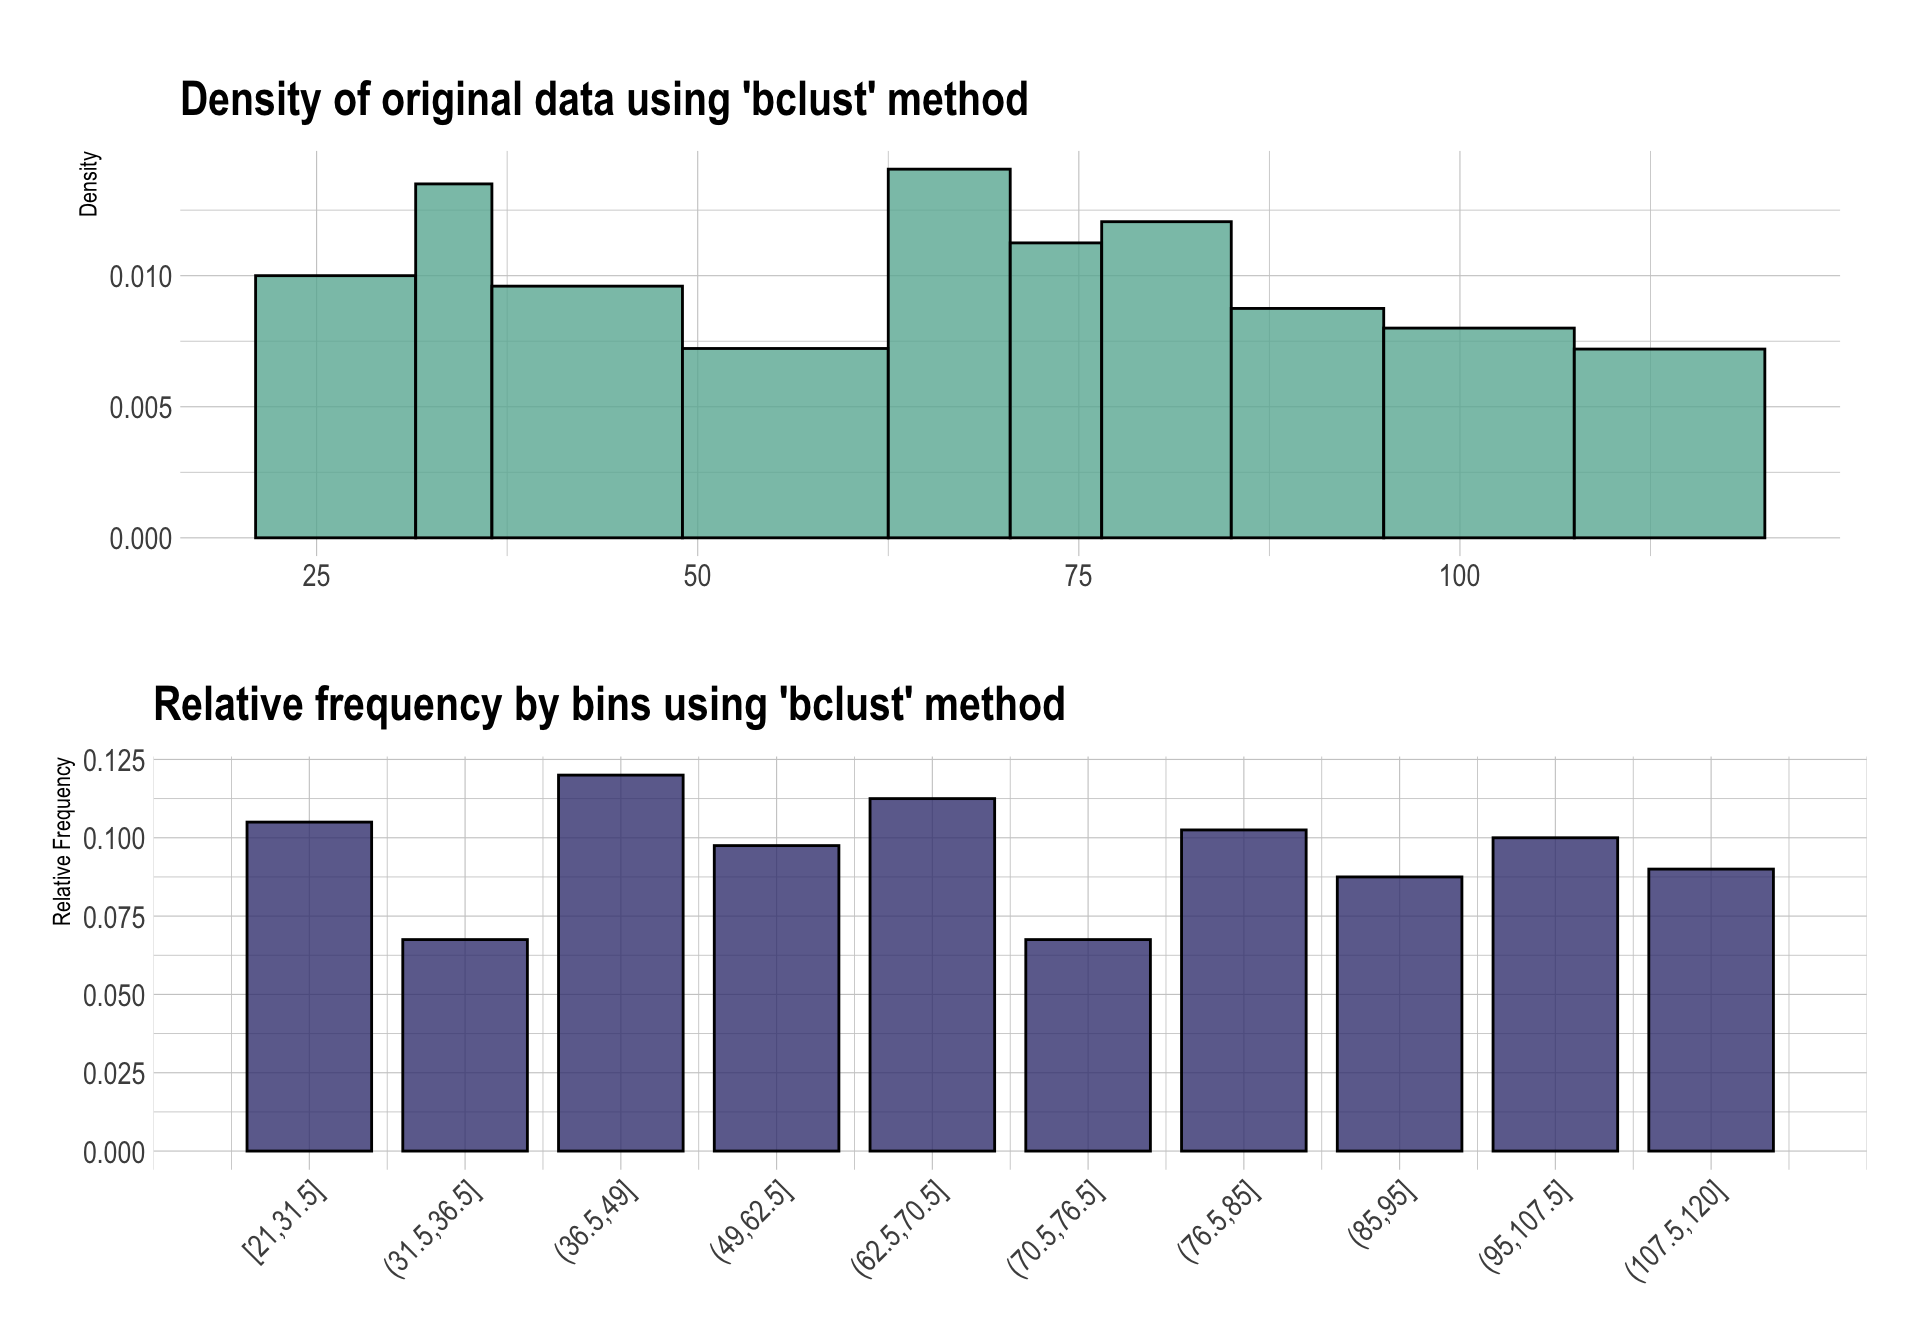 Density of original data using 'bclust' method
Density
0.010
0.005
0.000
25 50 75 100
Relative frequency by bins using 'bclust' method
Relative Frequency
0.125
0.100
0.075
0.050
0.025
0.000
[21,31.5] (31.5,36.5] (36.5,49] (49,62.5] (62.5,70.5] (70.5,76.5] (76.5,85] (85,95] (95,107.5] (107.5,120]